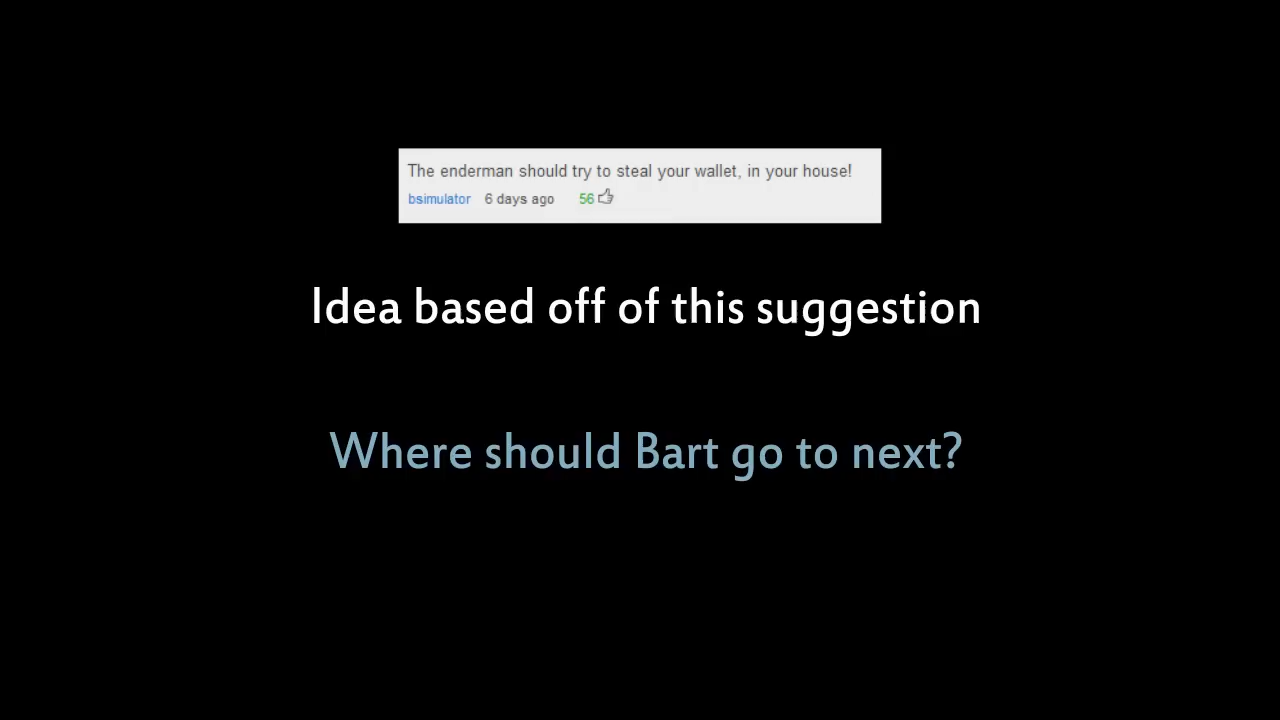 The enderman should try to steal your wallet, in your house!
bsimulator 6 days ago 56
Idea based off of this suggestion
Where should Bart go to next?